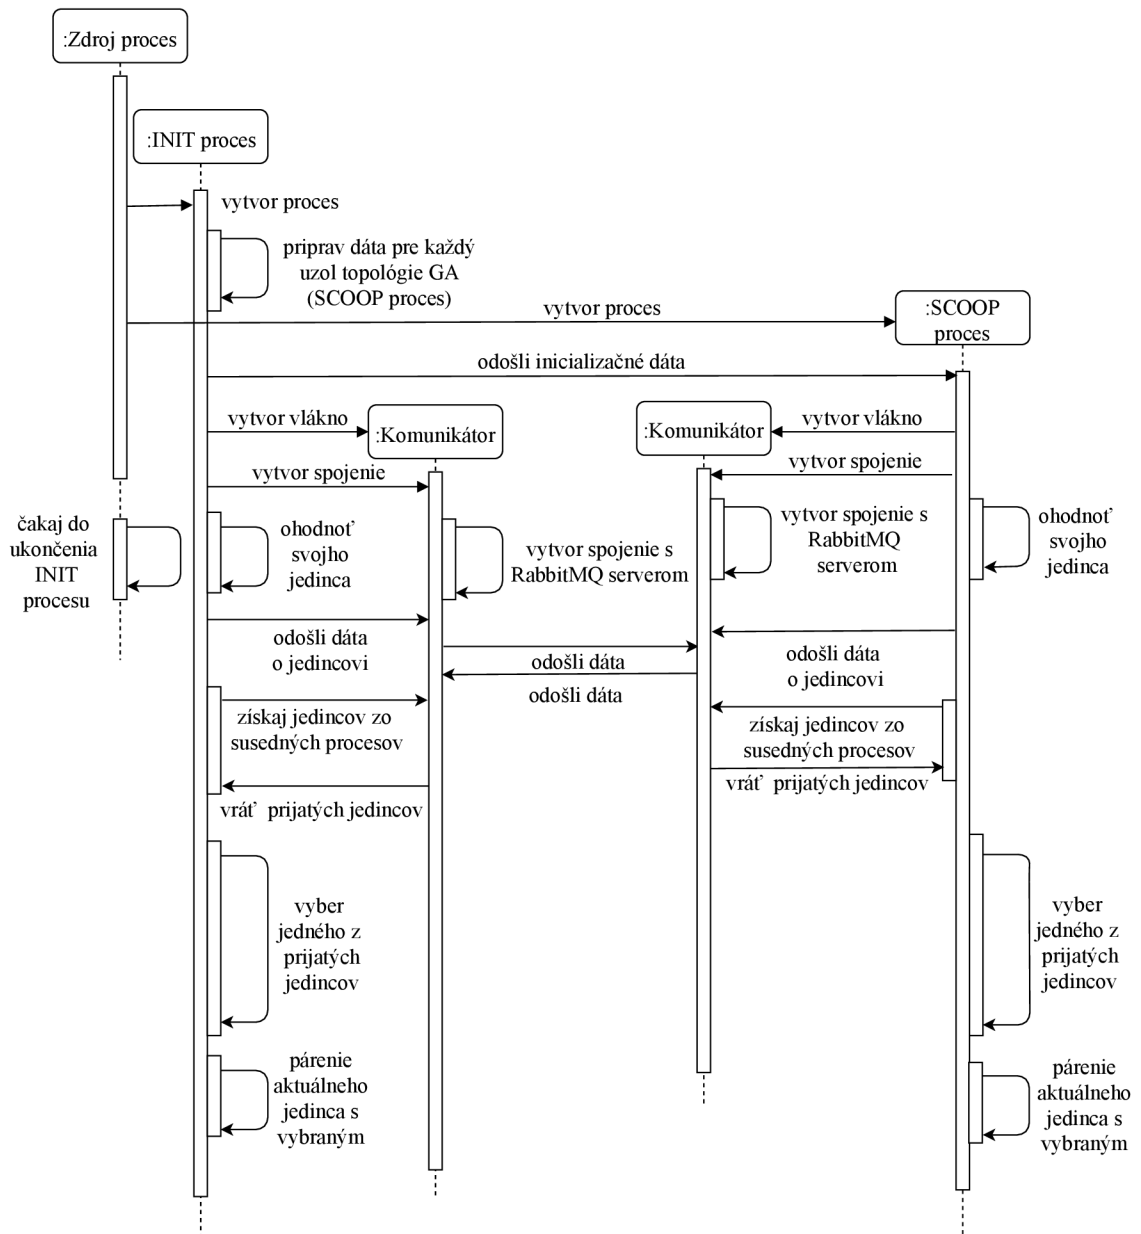 :Zdroj proces
:INIT proces
vytvor proces
priprav dáta pre každý
uzol topológie GA
(SCOOP proces)
vytvor proces
:SCOOP
proces
odošli inicializačné dáta
vytvor vlákno
:Komunikátor
:Komunikátor
vytvor vlákno
vytvor spojenie
vytvor spojenie
čakaj do
ukončenia
INIT
procesu
ohodnoť
svojho
jedinca
vytvor spojenie s
RabbitMQ serverom
vytvor spojenie s
RabbitMQ
serverom
ohodnoť
svojho
jedinca
odošli dáta
o jedincovi
odošli dáta
odošli dáta
odošli dáta
o jedincovi
získaj jedincov zo
susedných procesov
získaj jedincov zo
susedných procesov
vráť  prijatých jedincov
vráť  prijatých jedincov
vyber
jedného z
prijatých
jedincov
vyber
jedného z
prijatých
jedincov
párenie
aktuálneho
jedinca s
vybraným
párenie
aktuálneho
jedinca s
vybraným